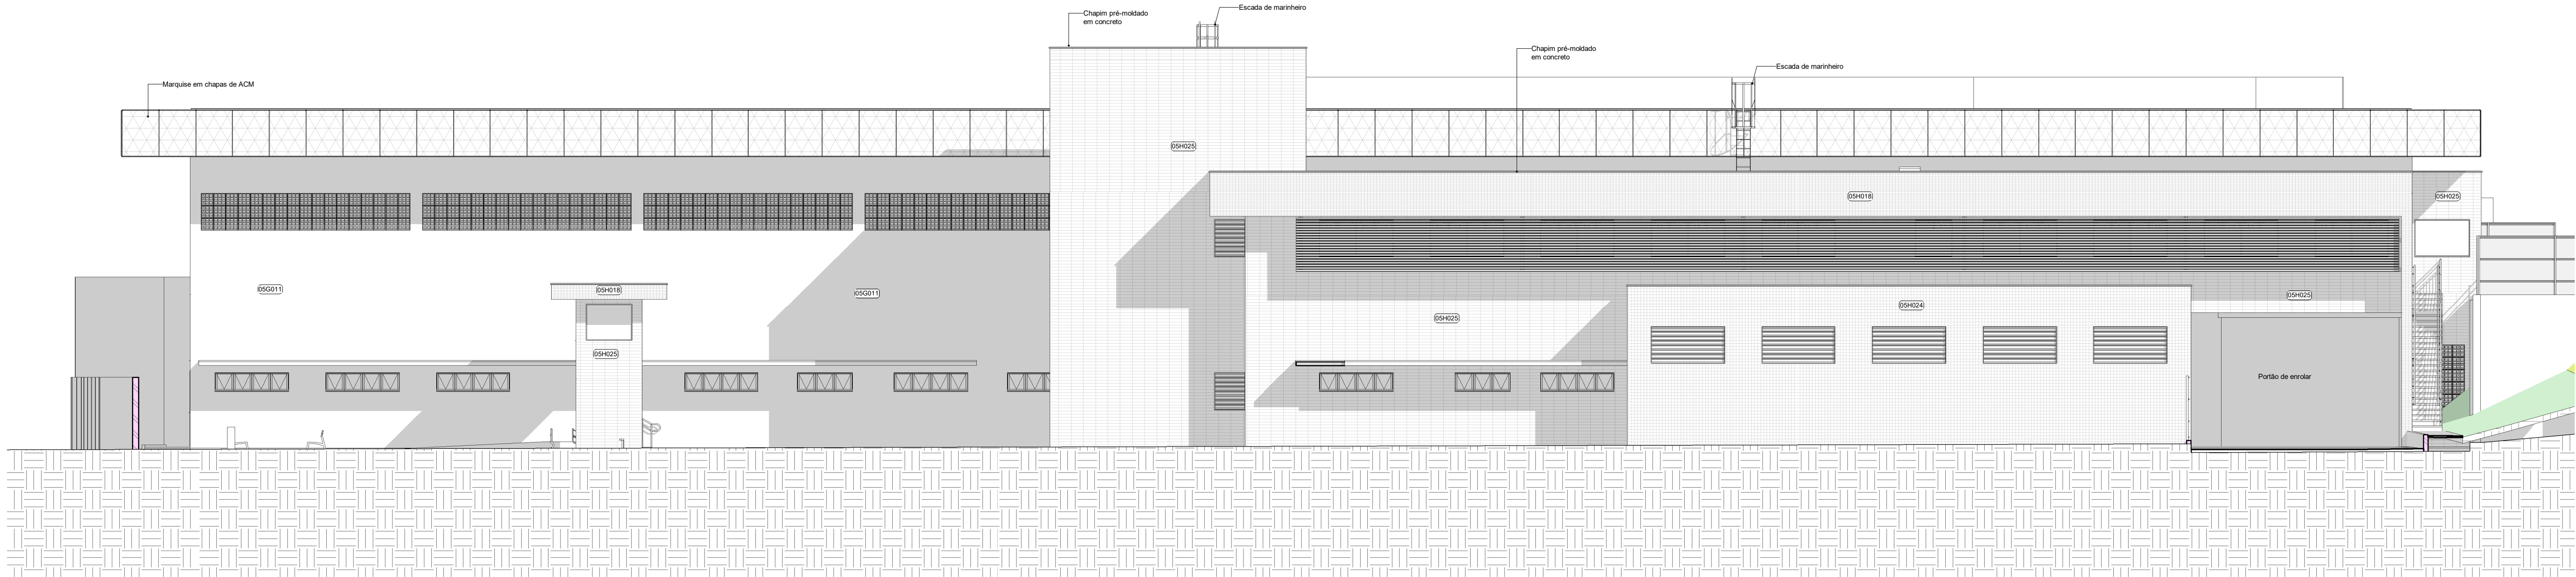 Escada de marinheiro
Chapim pré-moldado
em concreto
Chapim pré-moldado
em concreto
Escada de marinheiro
Marquise em chapas de ACM
05H025
05H018
05H025
05G011
05H018
05G011
05H025
05H024
05H025
05H025
Portão de enrolar